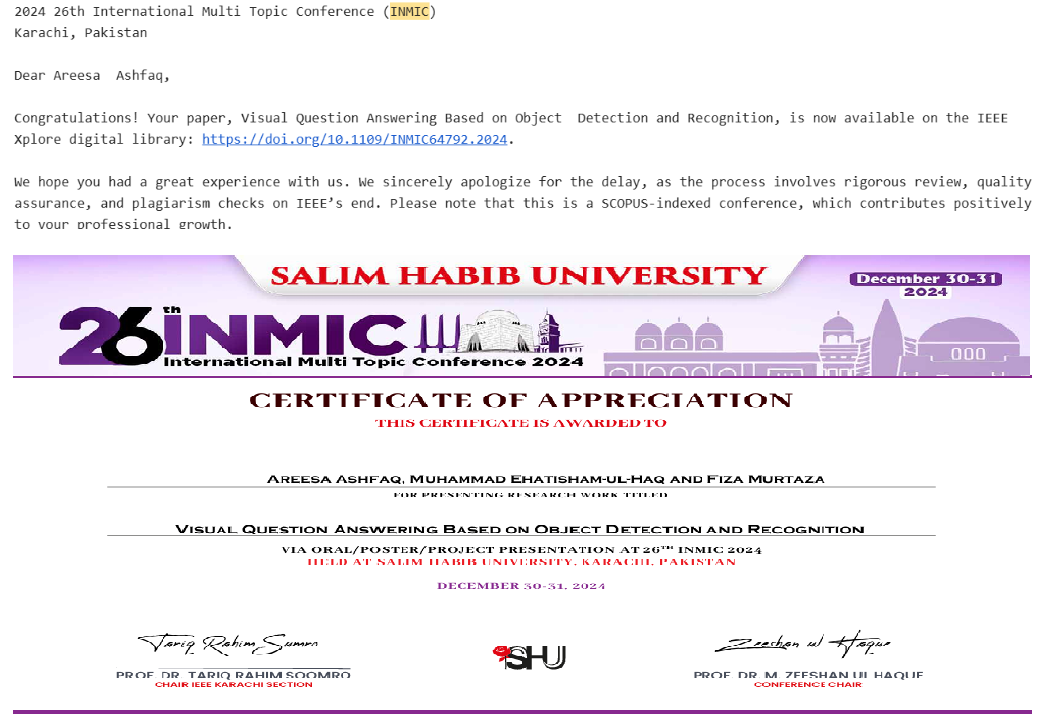 2024 26th International Multi Topic Conference (INMIC)
Karachi, Pakistan
Dear Areesa  Ashfaq,
Congratulations! Your paper, Visual Question Answering Based on Object  Detection and Recognition, is now available on the IEEE
Xplore digital library: https://doi.org/10.1109/INMIC64792.2024.
We hope you had a great experience with us. We sincerely apologize for the delay, as the process involves rigorous review, quality
assurance, and plagiarism checks on IEEE's end. Please note that this is a SCOPUS-indexed conference, which contributes positively
to your professional growth.
SALIM HABIB UNIVERSITY
December 30-31
2024
26th INMIC
International Multi Topic Conference 2024
CERTIFICATE OF APPRECIATION
THIS CERTIFICATE IS AWARDED TO
AREESA ASHFAQ, MUHAMMAD EHATISHAM-UL-HAQ AND FIZA MURTAZA
FOR PRESENTING RESEARCH WORK TITLED
VISUAL QUESTION ANSWERING BASED ON OBJECT DETECTION AND RECOGNITION
VIA ORAL/POSTER/PROJECT PRESENTATION AT 26TH INMIC 2024
HELD AT SALIM HABIB UNIVERSITY, KARACHI, PAKISTAN
DECEMBER 30-31, 2024
Tariq Rahim Soomro
Zeeshan ul Haque
SHU
PROF. DR. TARIQ RAHIM SOOMRO
CHAIR IEEE KARACHI SECTION
PROF. DR. M. ZEESHAN UL HAQUE
CONFERENCE CHAIR